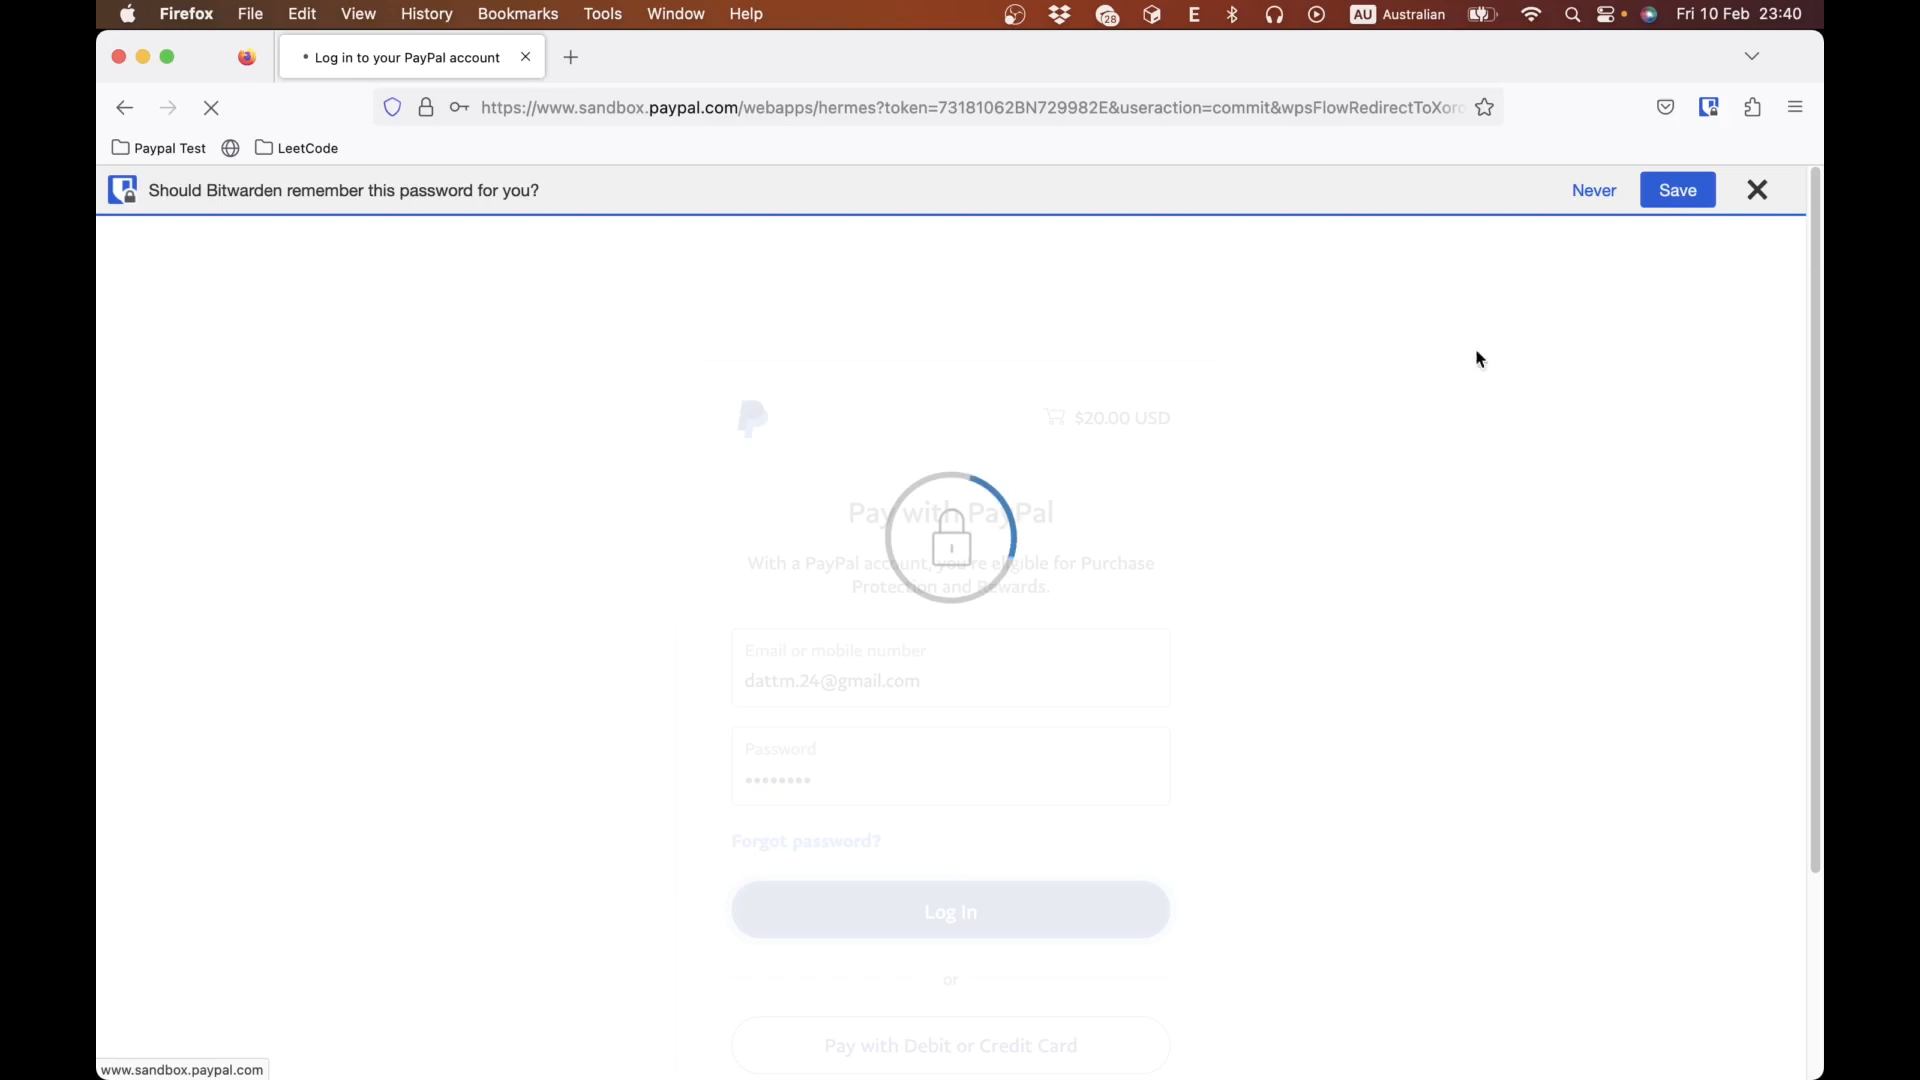 Firefox File Edit View History Bookmarks Tools Window Help 28 E AU Australian Fri 10 Feb 23:40
• Log in to your PayPal account
https://www.sandbox.paypal.com/webapps/hermes?token=73181062BN729982E&useraction=commit&wpsFlowRedirectToXoro
Paypal Test LeetCode
Should Bitwarden remember this password for you? Never Save
$20.00 USD
Pay with PayPal
With a PayPal account, you're eligible for Purchase
Protection and Rewards.
Email or mobile number
dattm.24@gmail.com
Password
••••••••
Forgot password?
Log In
or
Pay with Debit or Credit Card
www.sandbox.paypal.com